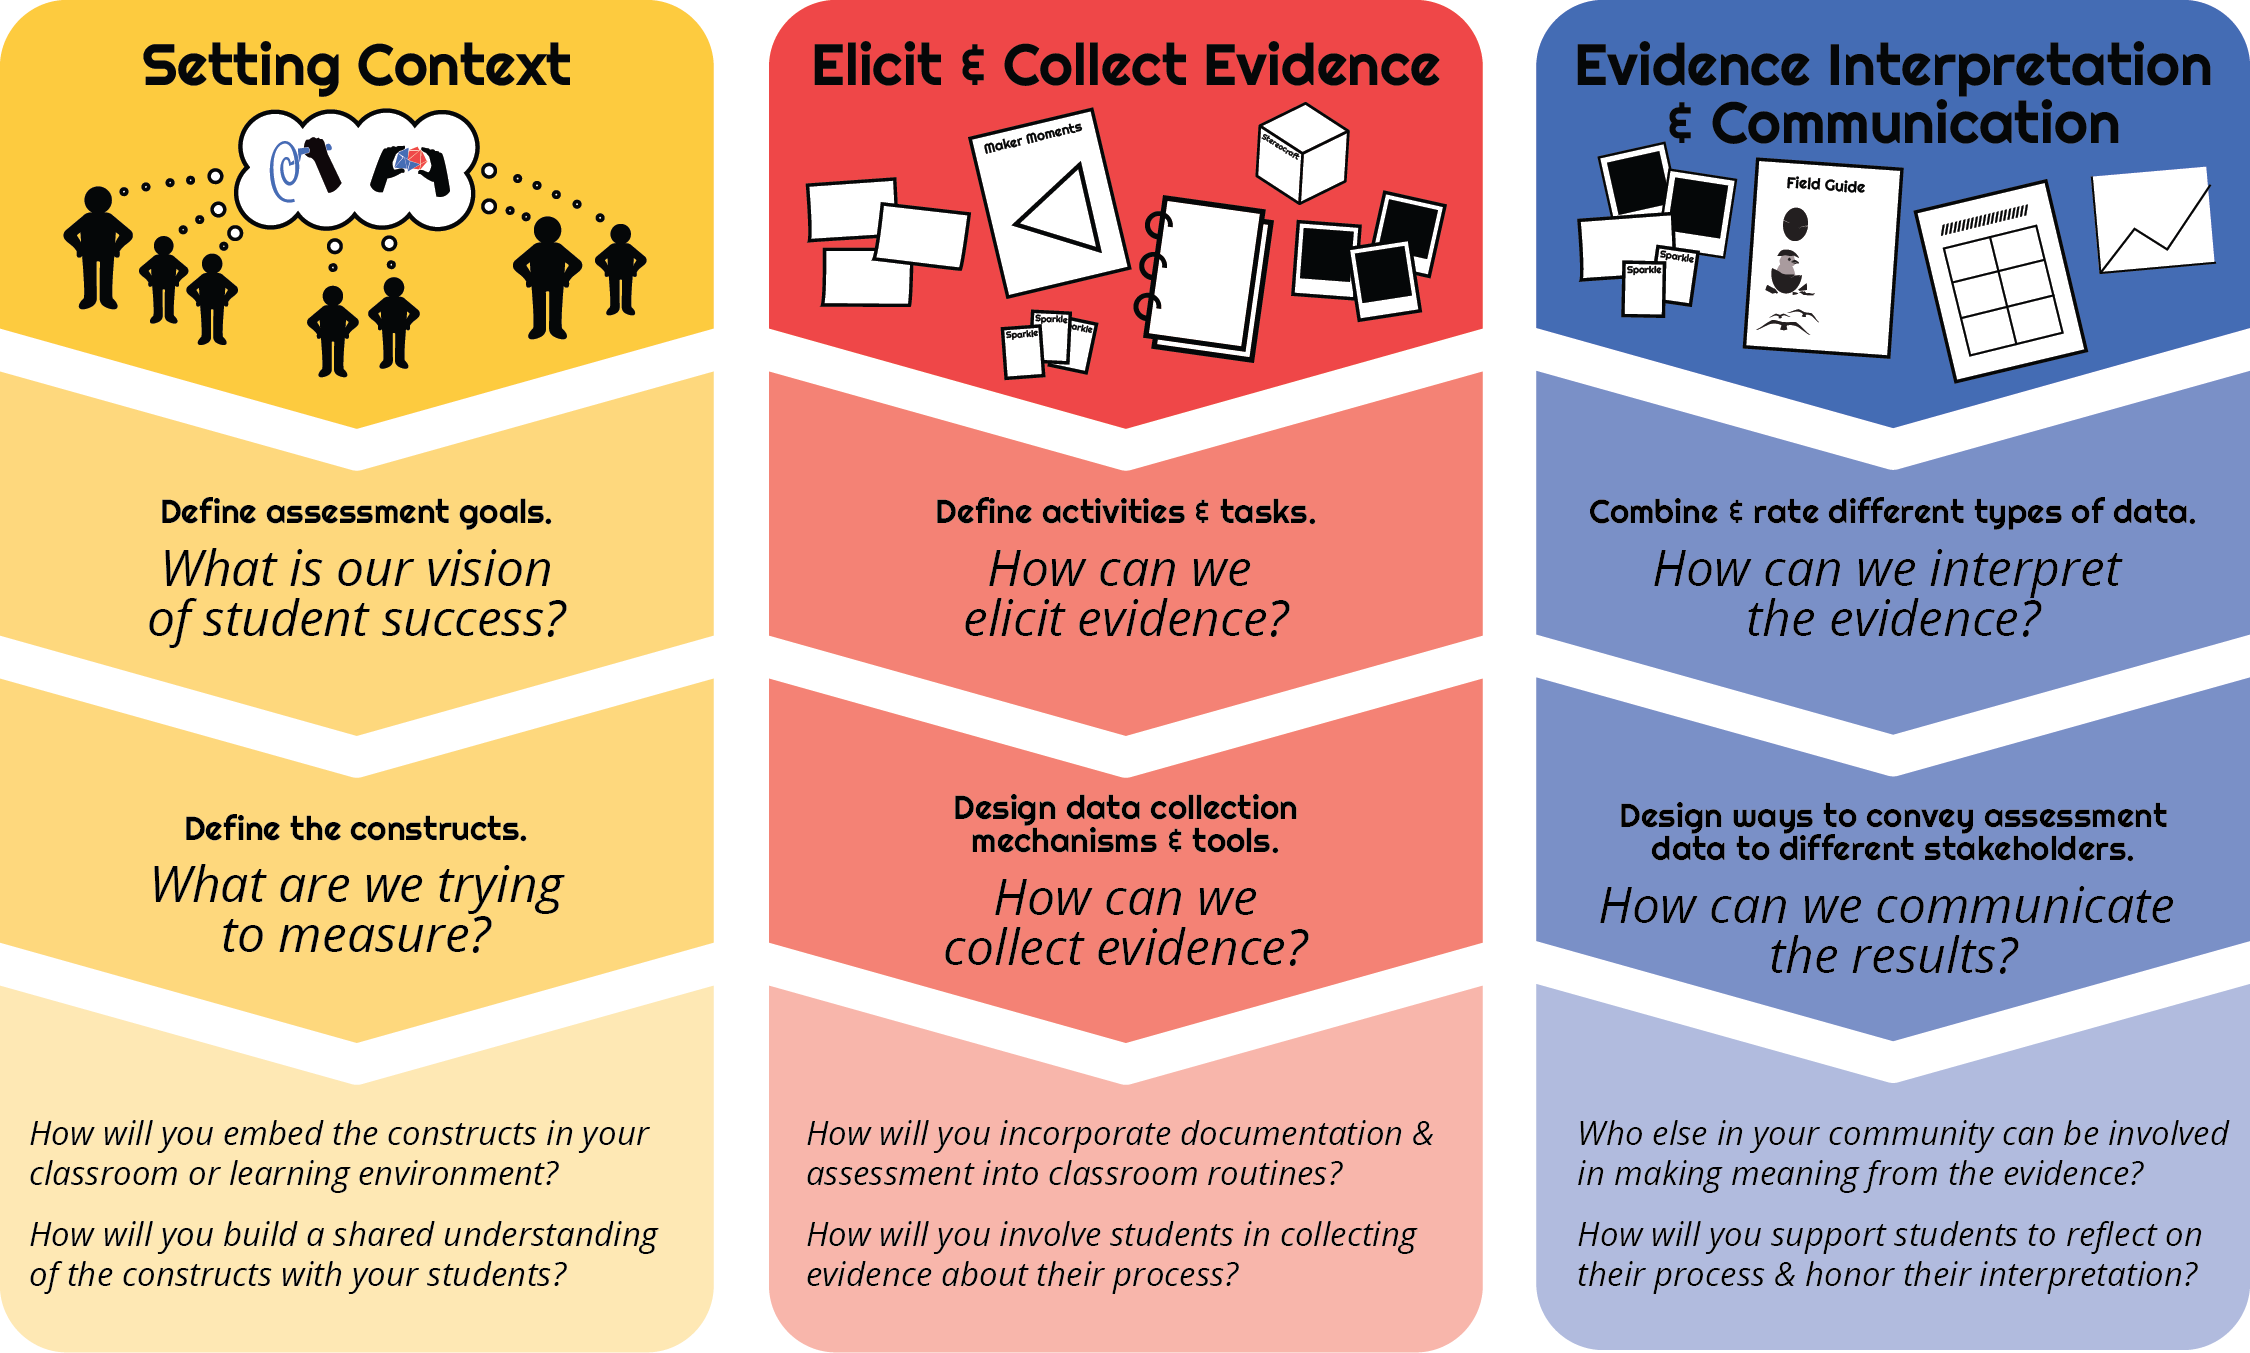 Setting Context
Define assessment goals.
What is our vision
of student success?
Define the constructs.
What are we trying
to measure?
How will you embed the constructs in your
classroom or learning environment?
How will you build a shared understanding
of the constructs with your students?
Elicit & Collect Evidence
Maker Moments
Stereocraft
Sparkle
Sparkle
arkle
Define activities & tasks.
How can we
elicit evidence?
Design data collection
mechanisms & tools.
How can we
collect evidence?
How will you incorporate documentation &
assessment into classroom routines?
How will you involve students in collecting
evidence about their process?
Evidence Interpretation
& Communication
Field Guide
Sparkle
Sparkle
Combine & rate different types of data.
How can we interpret
the evidence?
Design ways to convey assessment
data to different stakeholders.
How can we communicate
the results?
Who else in your community can be involved
in making meaning from the evidence?
How will you support students to reflect on
their process & honor their interpretation?